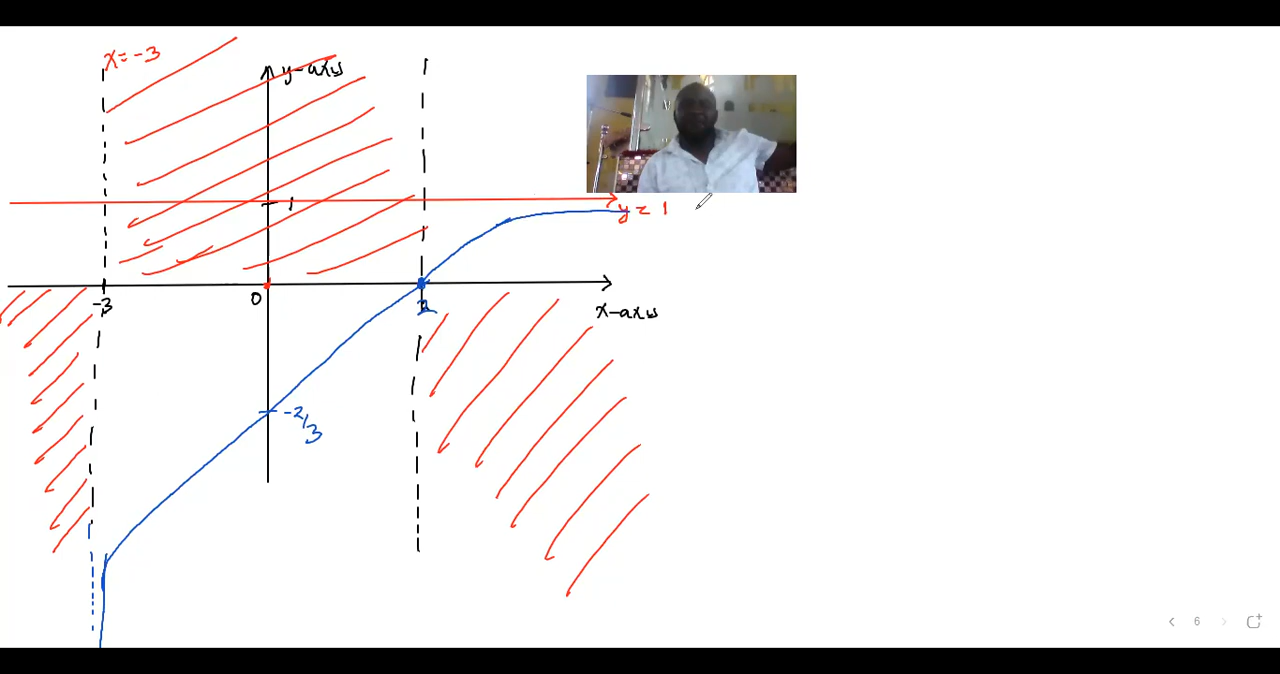 x = -3
y-axis
1
y = 1
-3
0
2
x-axis
-2/3
6